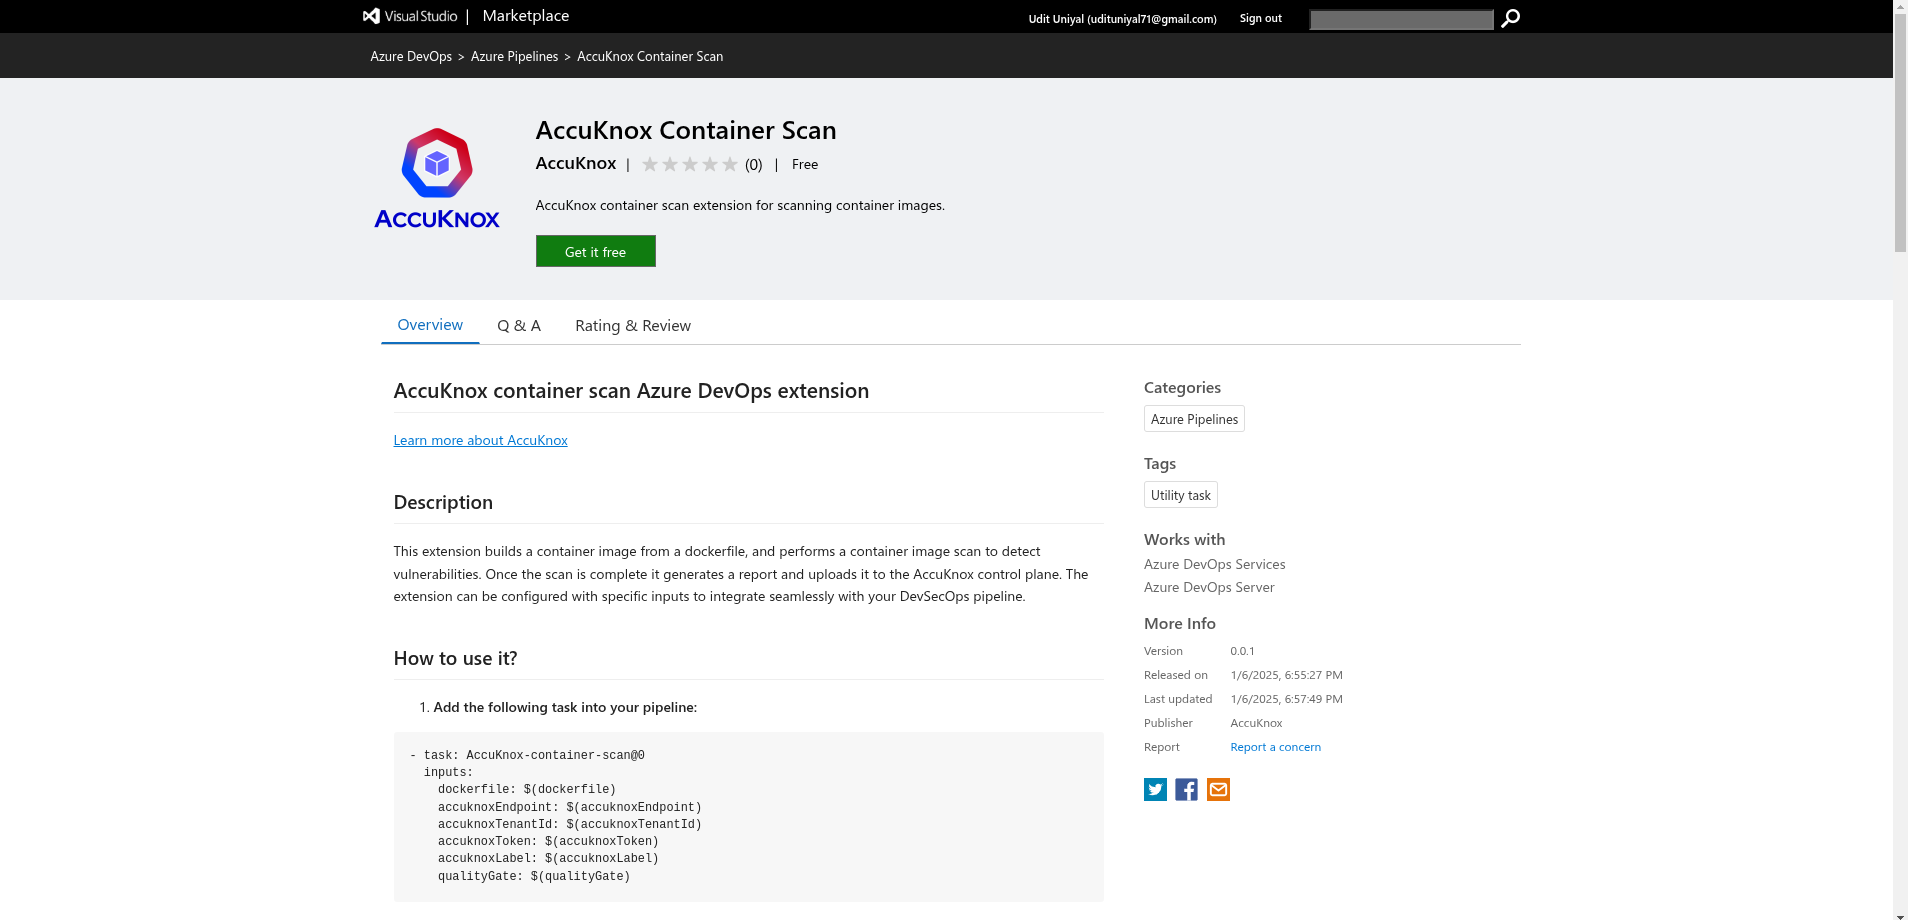 Visual Studio | Marketplace
Udit Uniyal (udituniyal71@gmail.com) Sign out
Azure DevOps > Azure Pipelines > AccuKnox Container Scan
AccuKnox Container Scan
AccuKnox | (0) | Free
ACCUKNOX
AccuKnox container scan extension for scanning container images.
Get it free
Overview Q & A Rating & Review
AccuKnox container scan Azure DevOps extension
Learn more about AccuKnox
Description
This extension builds a container image from a dockerfile, and performs a container image scan to detect
vulnerabilities. Once the scan is complete it generates a report and uploads it to the AccuKnox control plane. The
extension can be configured with specific inputs to integrate seamlessly with your DevSecOps pipeline.
How to use it?
1. Add the following task into your pipeline:
- task: AccuKnox-container-scan@0
inputs:
dockerfile: $(dockerfile)
accuknoxEndpoint: $(accuknoxEndpoint)
accuknoxTenantId: $(accuknoxTenantId)
accuknoxToken: $(accuknoxToken)
accuknoxLabel: $(accuknoxLabel)
qualityGate: $(qualityGate)
Categories
Azure Pipelines
Tags
Utility task
Works with
Azure DevOps Services
Azure DevOps Server
More Info
Version 0.0.1
Released on 1/6/2025, 6:55:27 PM
Last updated 1/6/2025, 6:57:49 PM
Publisher AccuKnox
Report Report a concern